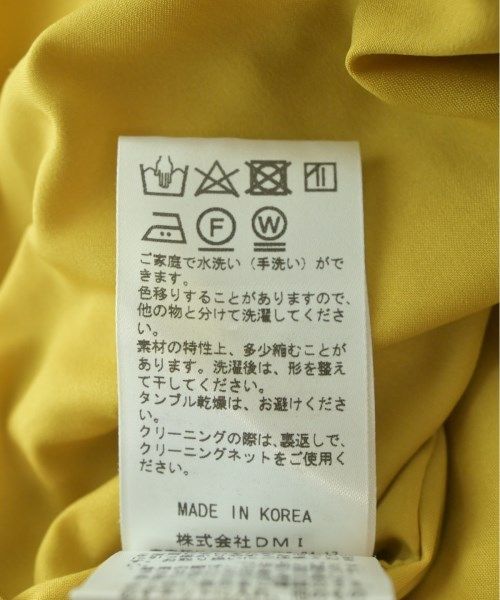 F W
ご家庭で水洗い（手洗い）ができます。
色移りすることがありますので、
他の物と分けて洗濯してください。
素材の特性上、多少縮むことが
あります。洗濯後は、形を整え
て干してください。
タンブル乾燥は、お避けください。
クリーニングの際は、裏返しで、
クリーニングネットをご使用ください。
MADE IN KOREA
株式会社DMI